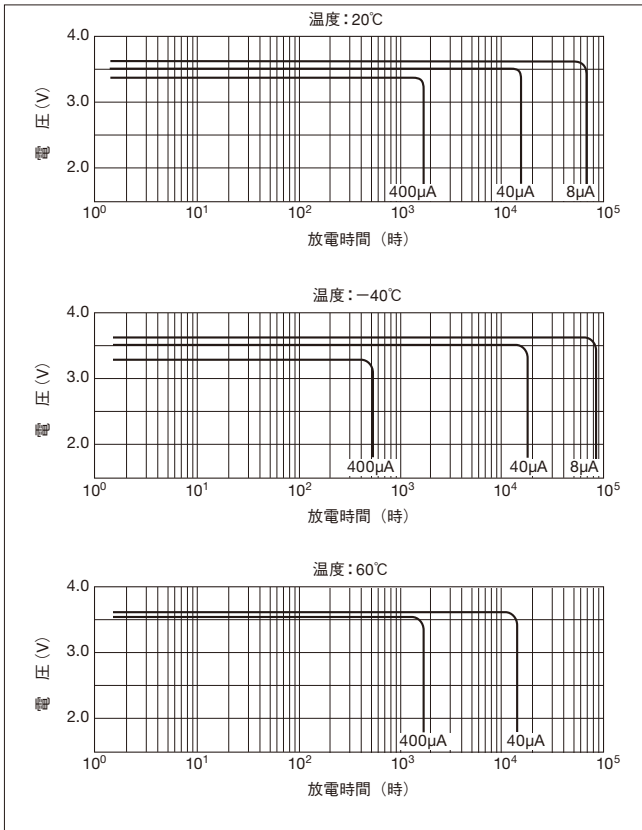 温度：20℃
4.0
3.0
2.0
電 圧（V）
400μA 40μA 8μA
10⁰ 10¹ 10² 10³ 10⁴ 10⁵
放電時間（時）
温度：－40℃
4.0
3.0
2.0
電 圧（V）
400μA 40μA 8μA
10⁰ 10¹ 10² 10³ 10⁴ 10⁵
放電時間（時）
温度：60℃
4.0
3.0
2.0
電 圧（V）
400μA 40μA
10⁰ 10¹ 10² 10³ 10⁴ 10⁵
放電時間（時）